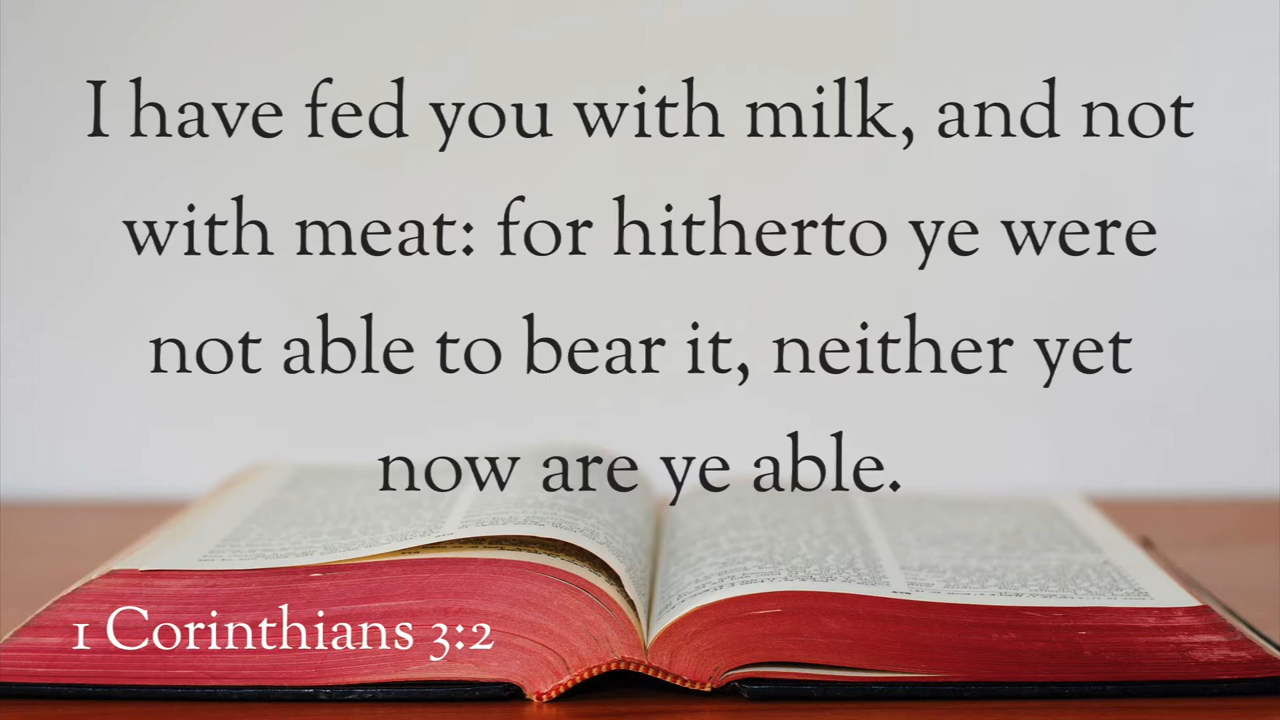 I have fed you with milk, and not
with meat: for hitherto ye were
not able to bear it, neither yet
now are ye able.
1 Corinthians 3:2